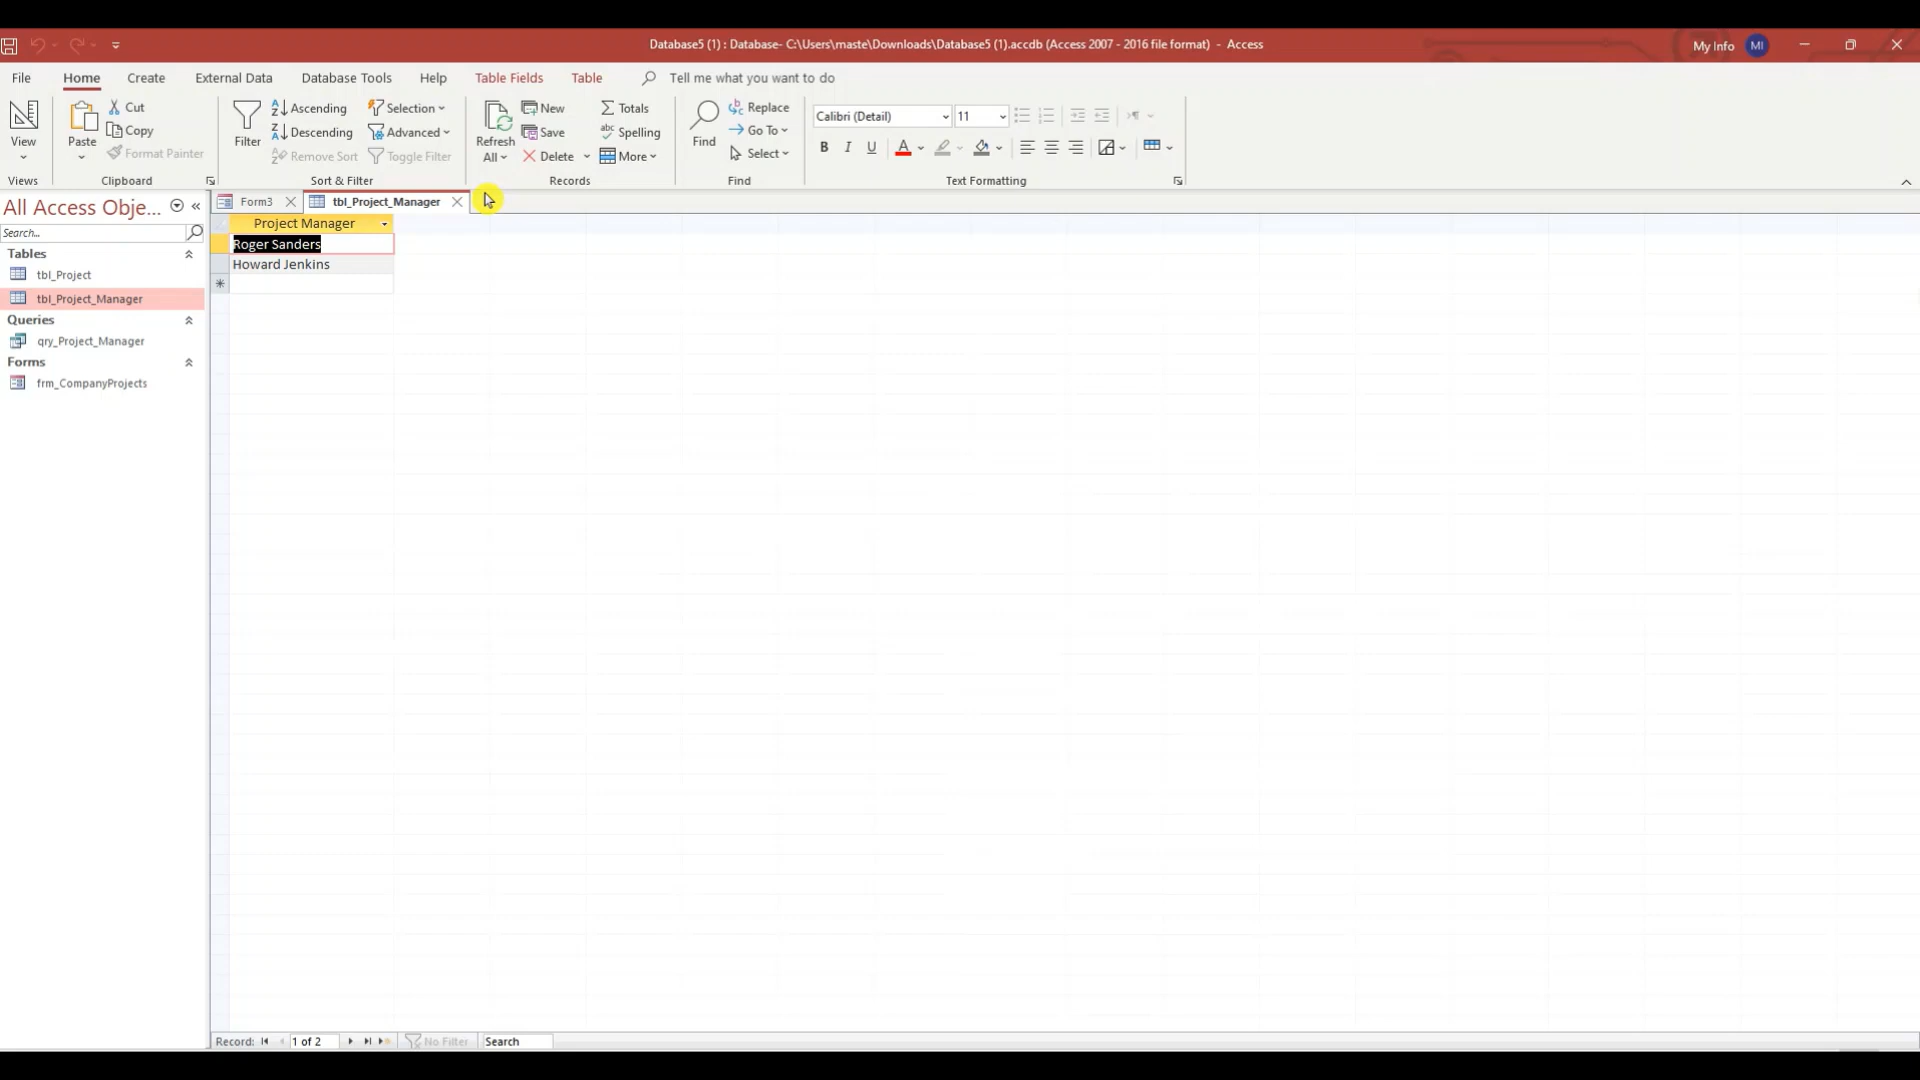 Database5 (1) : Database- C:\Users\maste\Downloads\Database5 (1).accdb (Access 2007 - 2016 file format) - Access
My Info MI
File Home Create External Data Database Tools Help Table Fields Table Tell me what you want to do
View
Views
Paste
Cut
Copy
Format Painter
Clipboard
Filter
Ascending
Descending
Remove Sort
Selection
Advanced
Toggle Filter
Sort & Filter
Refresh
All
New
Save
Delete
Totals
Spelling
More
Records
Find
Replace
Go To
Select
Find
Calibri (Detail) 11
B I U A
Text Formatting
All Access Obje...
Search...
Tables
tbl_Project
tbl_Project_Manager
Queries
qry_Project_Manager
Forms
frm_CompanyProjects
Form3 tbl_Project_Manager
Project Manager
Roger Sanders
Howard Jenkins
Record: 1 of 2 No Filter Search